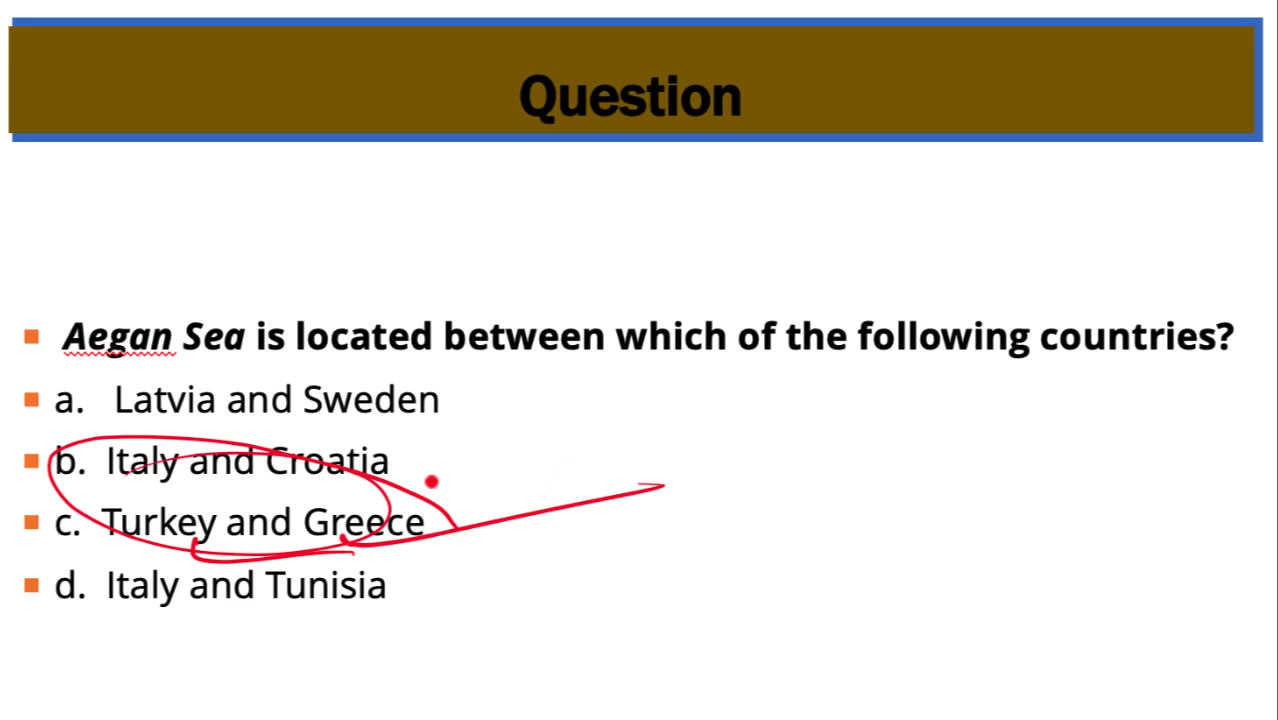 Question
Aegan Sea is located between which of the following countries?
a. Latvia and Sweden
b. Italy and Croatia
c. Turkey and Greece
d. Italy and Tunisia